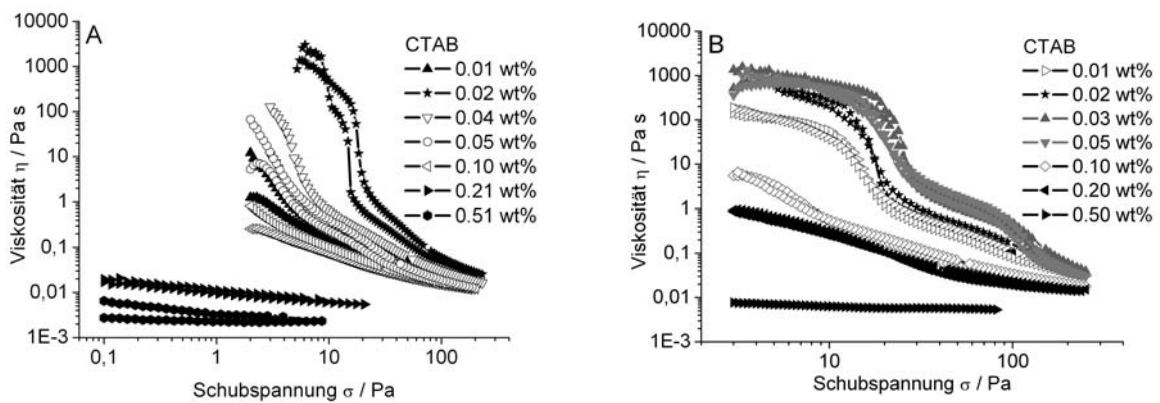 A
Viskosität η / Pa s
10000
1000
100
10
1
0,1
0,01
1E-3
0,1
1
10
100
Schubspannung σ / Pa
CTAB
0.01 wt%
0.02 wt%
0.04 wt%
0.05 wt%
0.10 wt%
0.21 wt%
0.51 wt%
B
Viskosität η / Pa s
10000
1000
100
10
1
0,1
0,01
1E-3
10
100
Schubspannung σ / Pa
CTAB
0.01 wt%
0.02 wt%
0.03 wt%
0.05 wt%
0.10 wt%
0.20 wt%
0.50 wt%